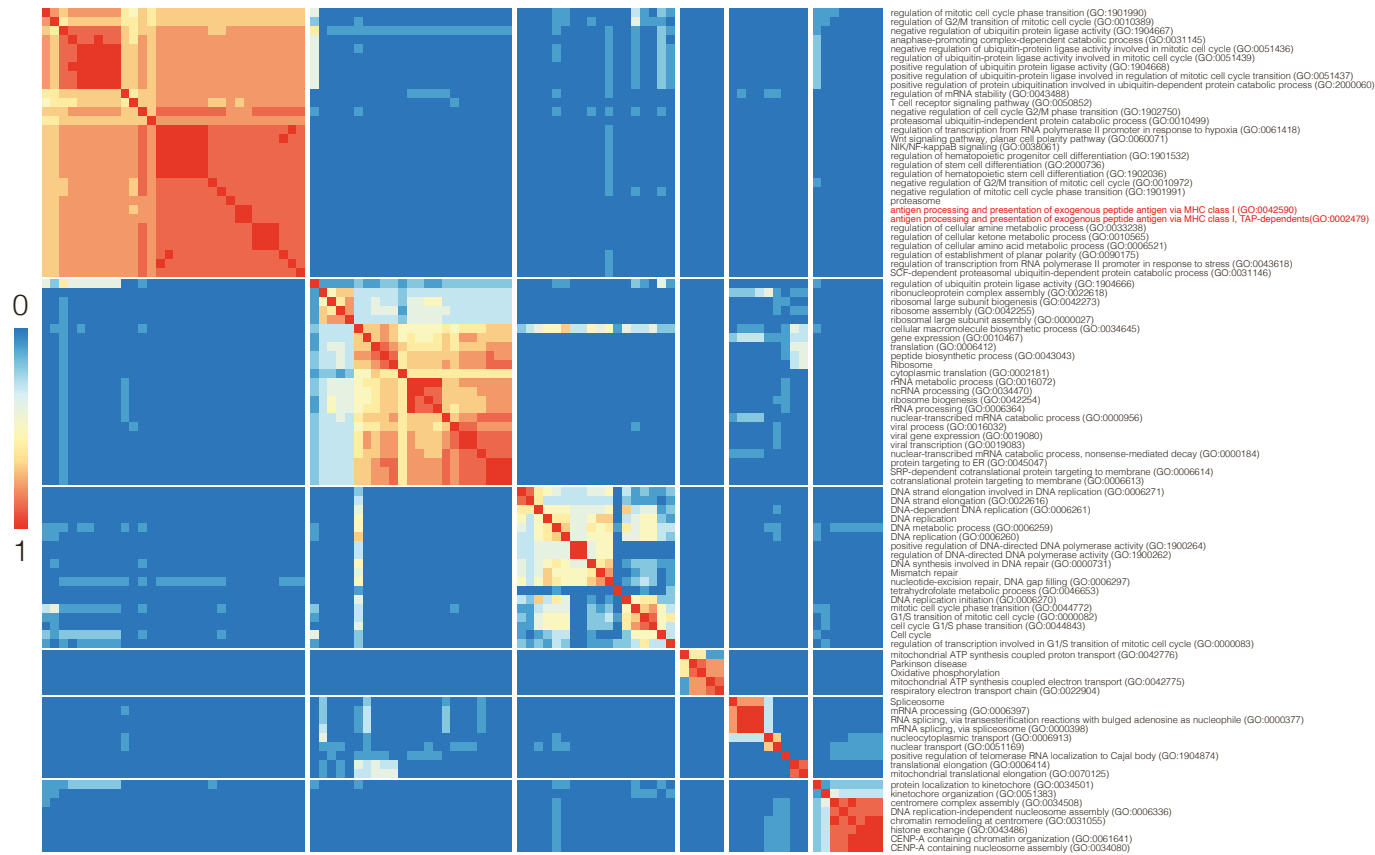 regulation of mitotic cell cycle phase transition (GO:1901990)
regulation of G2/M transition of mitotic cell cycle (GO:0010389)
negative regulation of ubiquitin protein ligase activity (GO:1904667)
anaphase-promoting complex-dependent catabolic process (GO:0031145)
negative regulation of ubiquitin-protein ligase activity involved in mitotic cell cycle (GO:0051436)
regulation of ubiquitin-protein ligase activity involved in mitotic cell cycle (GO:0051439)
positive regulation of ubiquitin protein ligase activity (GO:1904668)
positive regulation of ubiquitin-protein ligase involved in regulation of mitotic cell cycle transition (GO:0051437)
positive regulation of protein ubiquitination involved in ubiquitin-dependent protein catabolic process (GO:2000060)
regulation of mRNA stability (GO:0043488)
T cell receptor signaling pathway (GO:0050852)
negative regulation of cell cycle G2/M phase transition (GO:1902750)
proteasomal ubiquitin-independent protein catabolic process (GO:0010499)
regulation of transcription from RNA polymerase II promoter in response to hypoxia (GO:0061418)
Wnt signaling pathway, planar cell polarity pathway (GO:0060071)
NIK/NF-kappaB signaling (GO:0038061)
regulation of hematopoietic progenitor cell differentiation (GO:1901532)
regulation of stem cell differentiation (GO:2000736)
regulation of hematopoietic stem cell differentiation (GO:1902036)
negative regulation of G2/M transition of mitotic cell cycle (GO:0010972)
negative regulation of mitotic cell cycle phase transition (GO:1901991)
proteasome
antigen processing and presentation of exogenous peptide antigen via MHC class I (GO:0042590)
antigen processing and presentation of exogenous peptide antigen via MHC class I, TAP-dependents(GO:0002479)
regulation of cellular amine metabolic process (GO:0033238)
regulation of cellular ketone metabolic process (GO:0010565)
regulation of cellular amino acid metabolic process (GO:0006521)
regulation of establishment of planar polarity (GO:0090175)
regulation of transcription from RNA polymerase II promoter in response to stress (GO:0043618)
SCF-dependent proteasomal ubiquitin-dependent protein catabolic process (GO:0031146)
regulation of ubiquitin protein ligase activity (GO:1904666)
ribonucleoprotein complex assembly (GO:0022618)
ribosomal large subunit biogenesis (GO:0042273)
ribosome assembly (GO:0042255)
ribosomal large subunit assembly (GO:0000027)
cellular macromolecule biosynthetic process (GO:0034645)
gene expression (GO:0010467)
translation (GO:0006412)
peptide biosynthetic process (GO:0043043)
Ribosome
cytoplasmic translation (GO:0002181)
rRNA metabolic process (GO:0016072)
ncRNA processing (GO:0034470)
ribosome biogenesis (GO:0042254)
rRNA processing (GO:0006364)
nuclear-transcribed mRNA catabolic process (GO:0000956)
viral process (GO:0016032)
viral gene expression (GO:0019080)
viral transcription (GO:0019083)
nuclear-transcribed mRNA catabolic process, nonsense-mediated decay (GO:0000184)
protein targeting to ER (GO:0045047)
SRP-dependent cotranslational protein targeting to membrane (GO:0006614)
cotranslational protein targeting to membrane (GO:0006613)
DNA strand elongation involved in DNA replication (GO:0006271)
DNA strand elongation (GO:0022616)
DNA-dependent DNA replication (GO:0006261)
DNA replication
DNA metabolic process (GO:0006259)
DNA replication (GO:0006260)
positive regulation of DNA-directed DNA polymerase activity (GO:1900264)
regulation of DNA-directed DNA polymerase activity (GO:1900262)
DNA synthesis involved in DNA repair (GO:0000731)
Mismatch repair
nucleotide-excision repair, DNA gap filling (GO:0006297)
tetrahydrofolate metabolic process (GO:0046653)
DNA replication initiation (GO:0006270)
mitotic cell cycle phase transition (GO:0044772)
G1/S transition of mitotic cell cycle (GO:0000082)
cell cycle G1/S phase transition (GO:0044843)
Cell cycle
regulation of transcription involved in G1/S transition of mitotic cell cycle (GO:0000083)
mitochondrial ATP synthesis coupled proton transport (GO:0042776)
Parkinson disease
Oxidative phosphorylation
mitochondrial ATP synthesis coupled electron transport (GO:0042775)
respiratory electron transport chain (GO:0022904)
Spliceosome
mRNA processing (GO:0006397)
RNA splicing, via transesterification reactions with bulged adenosine as nucleophile (GO:0000377)
mRNA splicing, via spliceosome (GO:0000398)
nucleocytoplasmic transport (GO:0006913)
nuclear transport (GO:0051169)
positive regulation of telomerase RNA localization to Cajal body (GO:1904874)
translational elongation (GO:0006414)
mitochondrial translational elongation (GO:0070125)
protein localization to kinetochore (GO:0034501)
kinetochore organization (GO:0051383)
centromere complex assembly (GO:0034508)
DNA replication-independent nucleosome assembly (GO:0006336)
chromatin remodeling at centromere (GO:0031055)
histone exchange (GO:0043486)
CENP-A containing chromatin organization (GO:0061641)
CENP-A containing nucleosome assembly (GO:0034080)
0
1